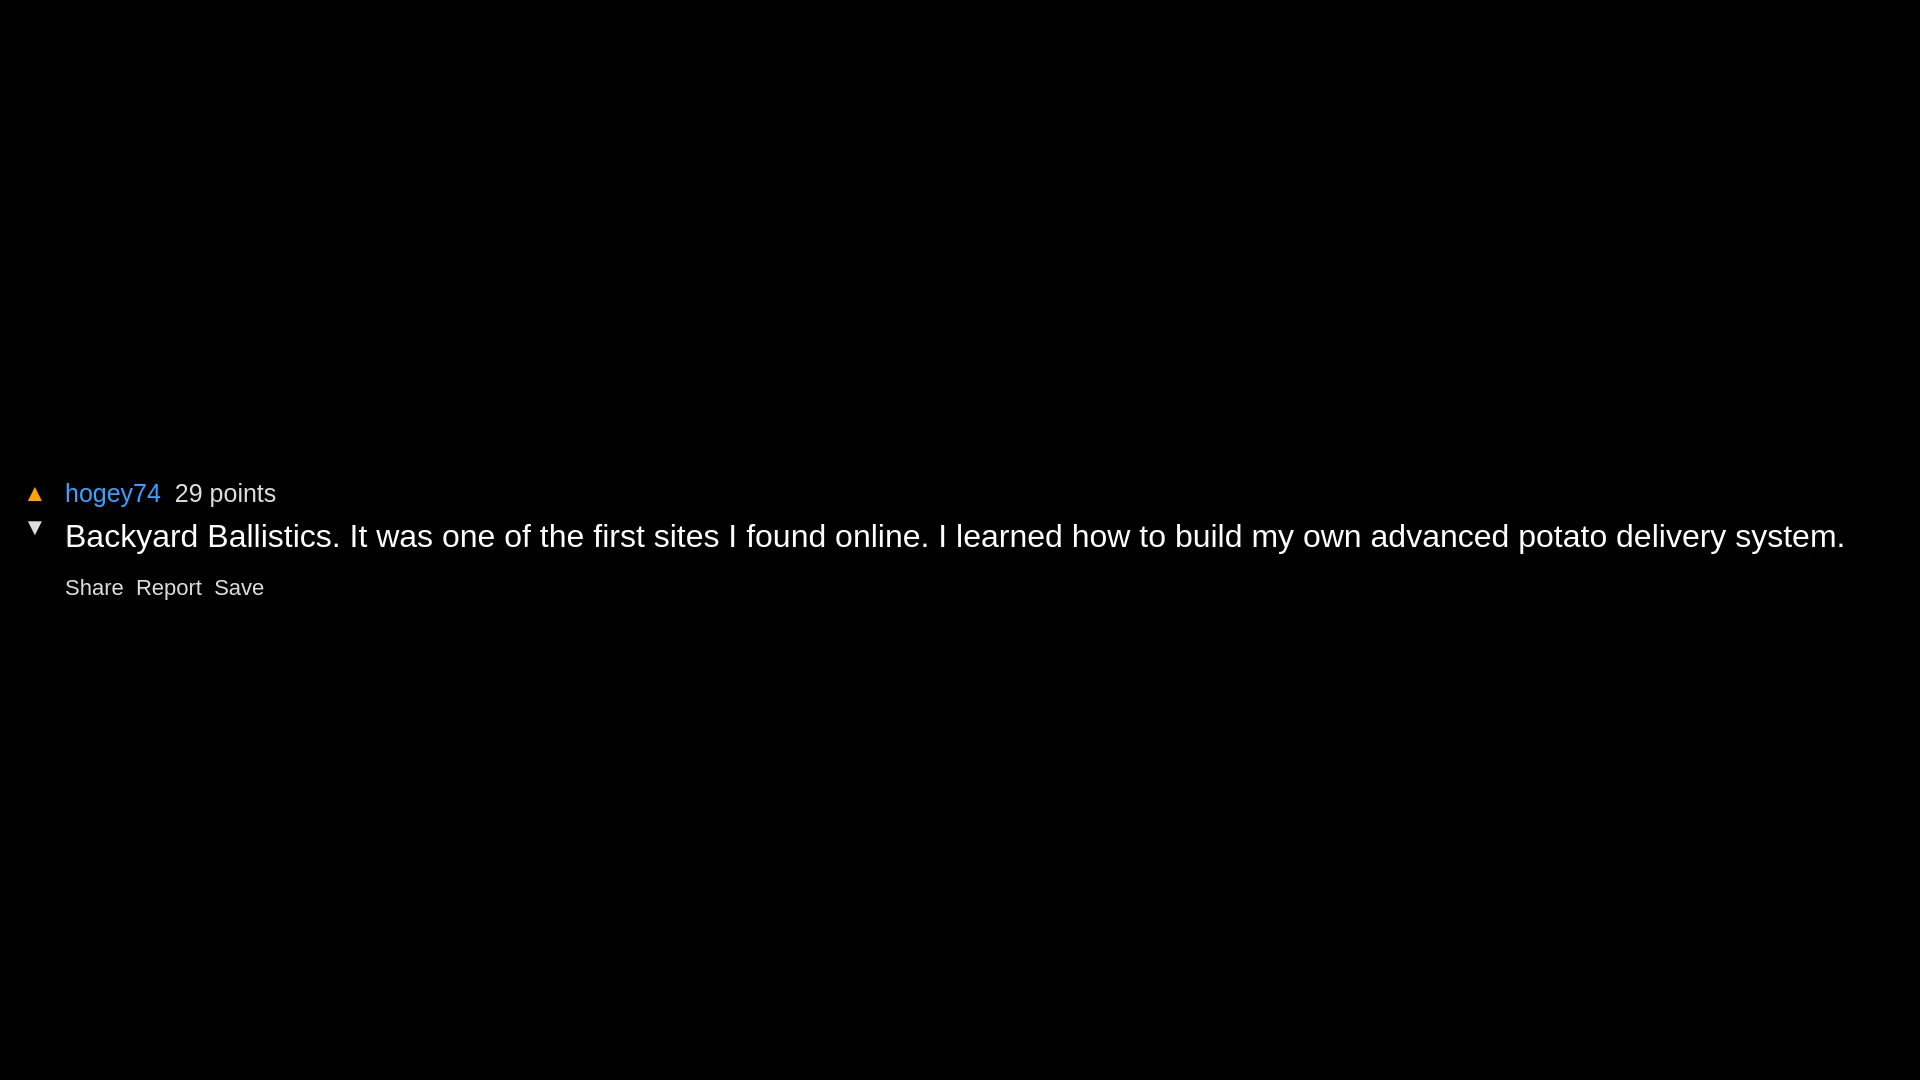 ▲ hogey74 29 points
▼ Backyard Ballistics. It was one of the first sites I found online. I learned how to build my own advanced potato delivery system.
Share Report Save